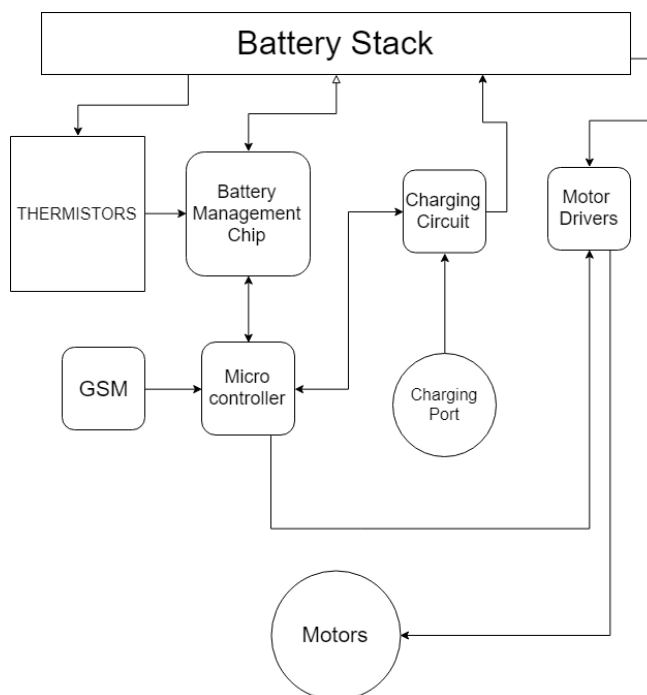 Battery Stack
THERMISTORS
Battery
Management
Chip
Charging
Circuit
Motor
Drivers
GSM
Micro
controller
Charging
Port
Motors